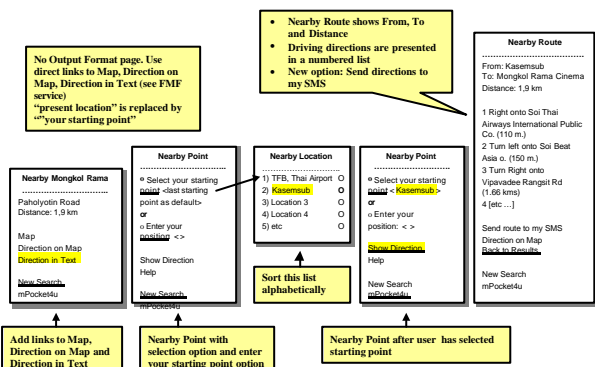 • Nearby Route shows From, To
and Distance
• Driving directions are presented
in a numbered list
• New option: Send directions to
my SMS
No Output Format page. Use
direct links to Map, Direction on
Map, Direction in Text (see FMF
service)
“present location” is replaced by
“”your starting point”
Nearby Mongkol Rama
Paholyotin Road
Distance: 1,9 km
Map
Direction on Map
Direction in Text
New Search
mPocket4u
Nearby Point
o Select your starting
point <last starting
point as default>
or
o Enter your
position: < >
Show Direction
Help
New Search
mPocket4u
Nearby Location
1) TFB, Thai Airport O
2) Kasemsub O
3) Location 3 O
4) Location 4 O
5) etc O
Sort this list
alphabetically
Nearby Point
o Select your starting
point < Kasemsub >
or
o Enter your
position: < >
Show Direction
Help
New Search
mPocket4u
Nearby Route
From: Kasemsub
To: Mongkol Rama Cinema
Distance: 1,9 km
1 Right onto Soi Thai
Airways International Public
Co. (110 m.)
2 Turn left onto Soi Beat
Asia o. (150 m.)
3 Turn Right onto
Vipavadee Rangsit Rd
(1.66 kms)
4 [etc …]
Send route to my SMS
Direction on Map
Back to Results
New Search
mPocket4u
Add links to Map,
Direction on Map and
Direction in Text
Nearby Point with
selection option and enter
your starting point option
Nearby Point after user has selected
starting point